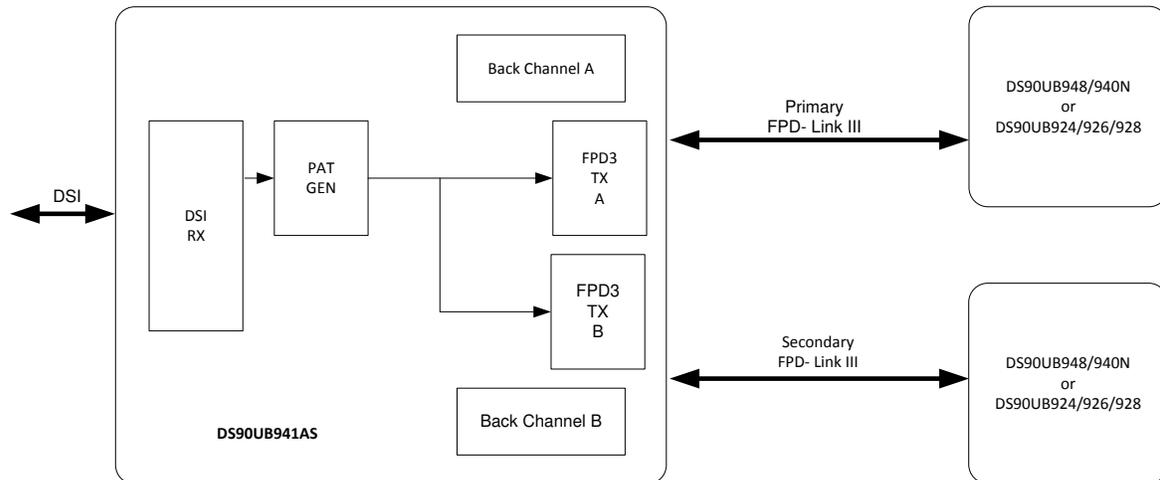 Back Channel A
DS90UB948/940N
or
DS90UB924/926/928
Primary
FPD- Link III
PAT
GEN
FPD3
TX
A
DSI
DSI
RX
FPD3
TX
B
Secondary
FPD- Link III
DS90UB948/940N
or
DS90UB924/926/928
Back Channel B
DS90UB941AS